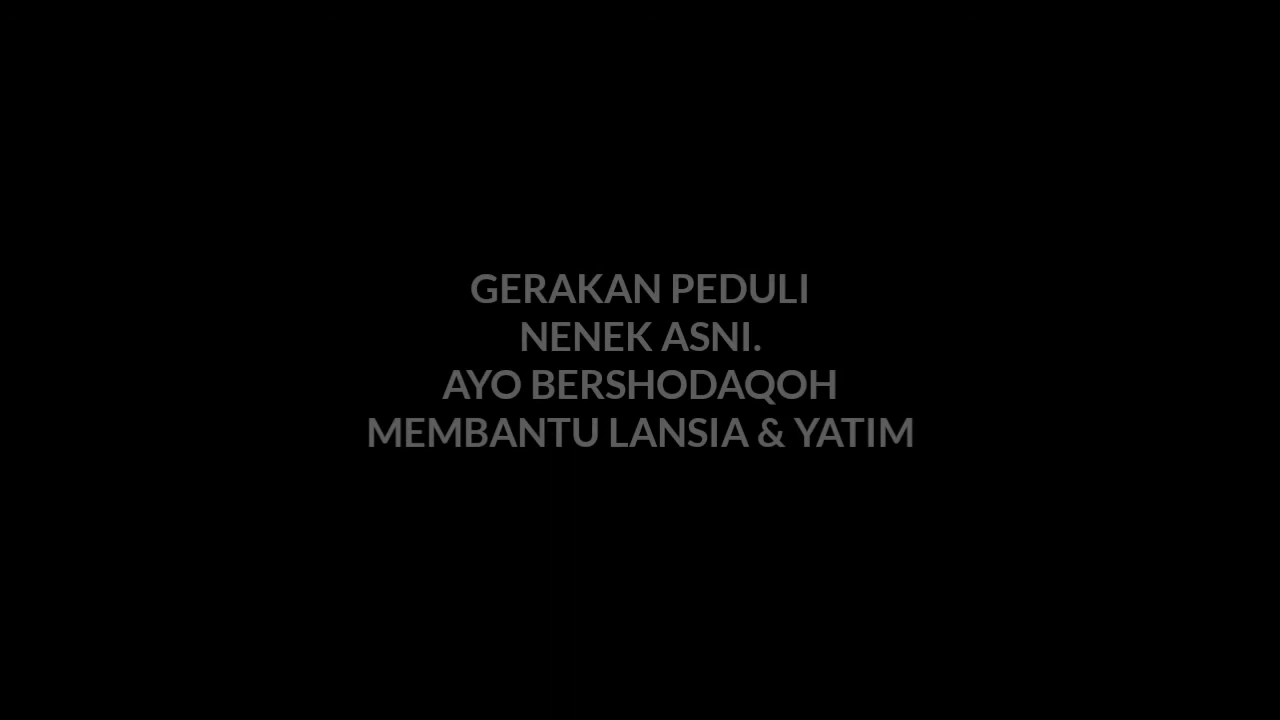 GERAKAN PEDULI
NENEK ASNI.
AYO BERSHODAQOH
MEMBANTU LANSIA & YATIM